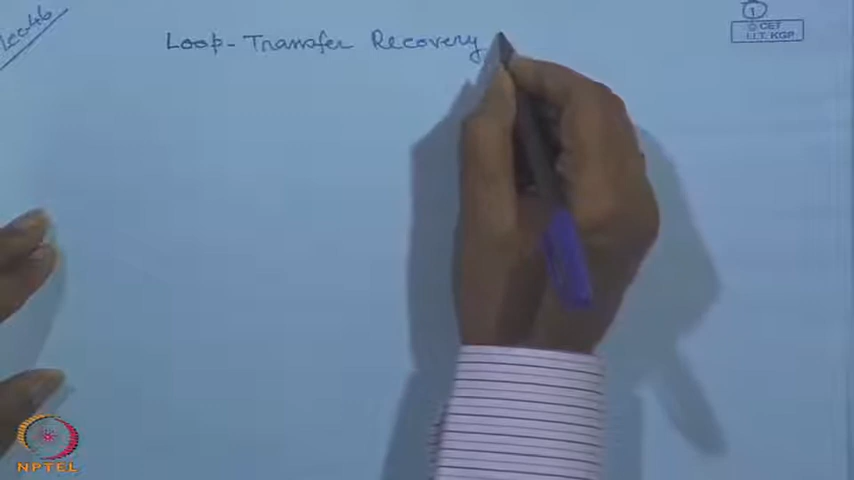 Lec46
Loop-Transfer Recovery
1
© CET
I.I.T. KGP
NPTEL